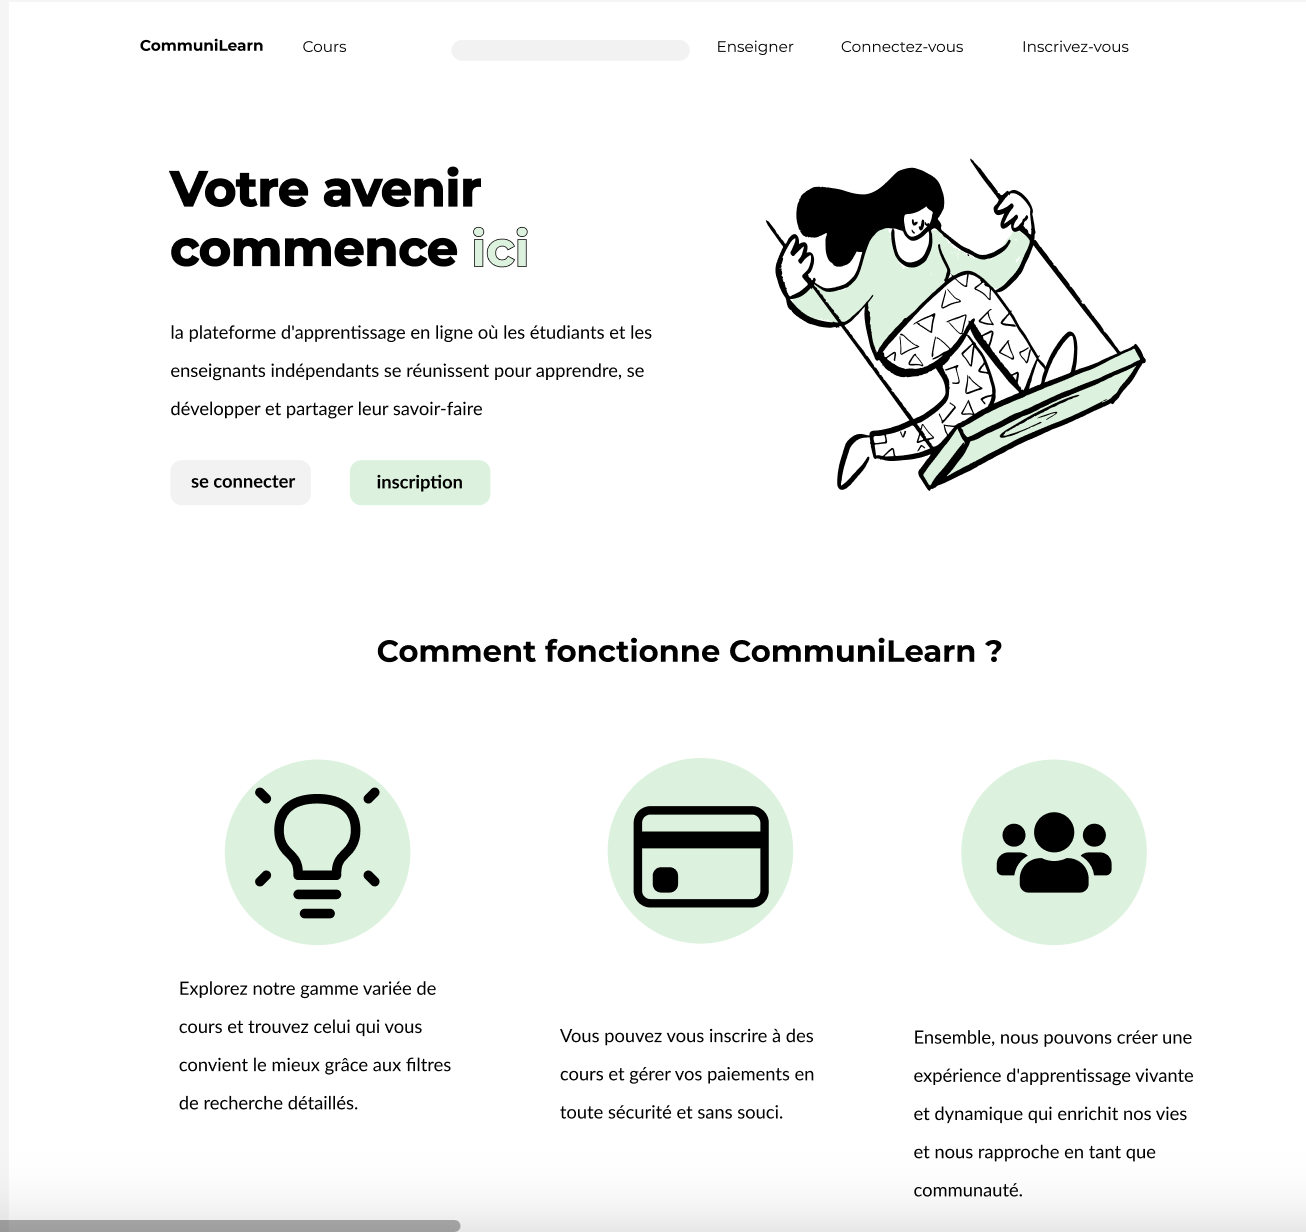 CommuniLearn
Cours
Enseigner
Connectez-vous
Inscrivez-vous
Votre avenir
commence ici
la plateforme d'apprentissage en ligne où les étudiants et les
enseignants indépendants se réunissent pour apprendre, se
développer et partager leur savoir-faire
se connecter
inscription
Comment fonctionne CommuniLearn ?
Explorez notre gamme variée de
cours et trouvez celui qui vous
convient le mieux grâce aux filtres
de recherche détaillés.
Vous pouvez vous inscrire à des
cours et gérer vos paiements en
toute sécurité et sans souci.
Ensemble, nous pouvons créer une
expérience d'apprentissage vivante
et dynamique qui enrichit nos vies
et nous rapproche en tant que
communauté.